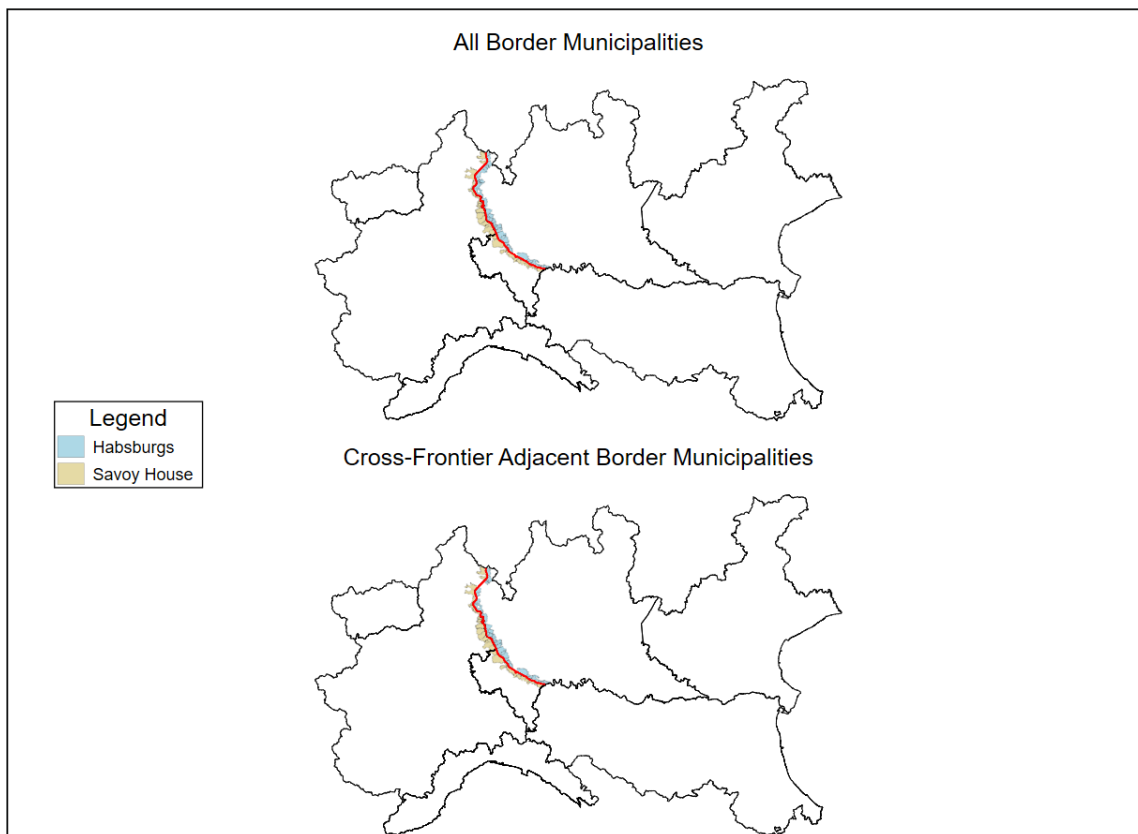 All Border Municipalities
Legend
Habsburgs
Savoy House
Cross-Frontier Adjacent Border Municipalities